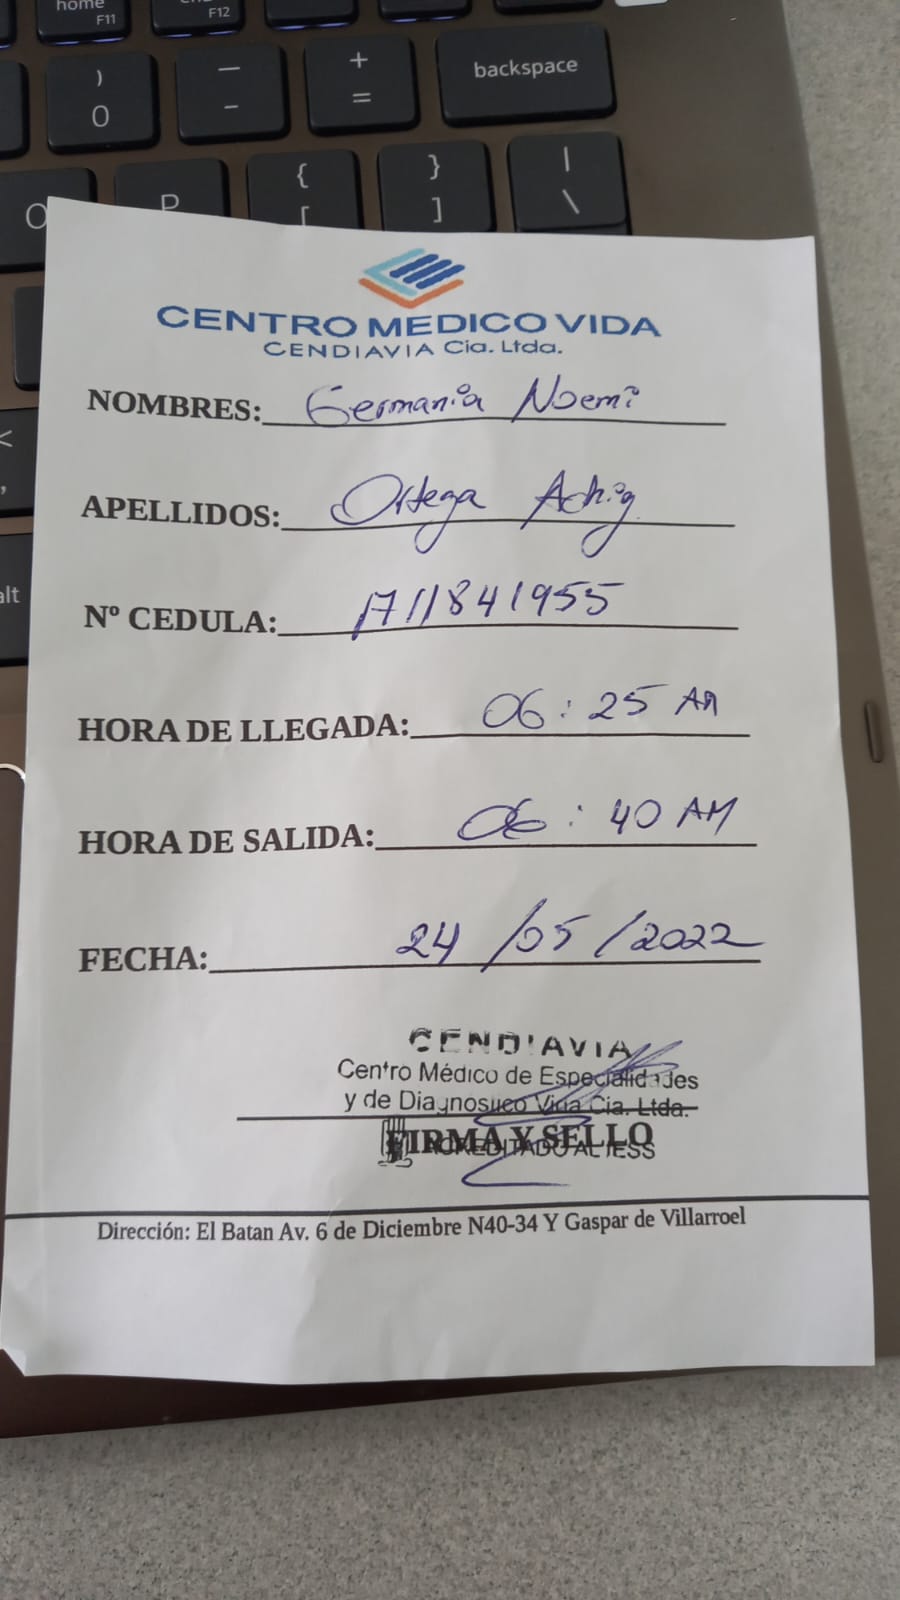 home
F11
F12
)
0
—
-
+
=
backspace
O
P
{
[
}
]
|
\
<
,
alt
CENTRO MEDICO VIDA
CENDIAVIA Cia. Ltda.
NOMBRES: Germania Noemi
APELLIDOS: Ortega Achig
Nº CEDULA: 1711841955
HORA DE LLEGADA: 06:25 AM
HORA DE SALIDA: 06:40 AM
FECHA: 24/05/2022
CENDIAVIA
Centro Médico de Especialidades
y de Diagnostico Vida Cia. Ltda.
FIRMA Y SELLO
ACREDITADO AL IESS
Dirección: El Batan Av. 6 de Diciembre N40-34 Y Gaspar de Villarroel